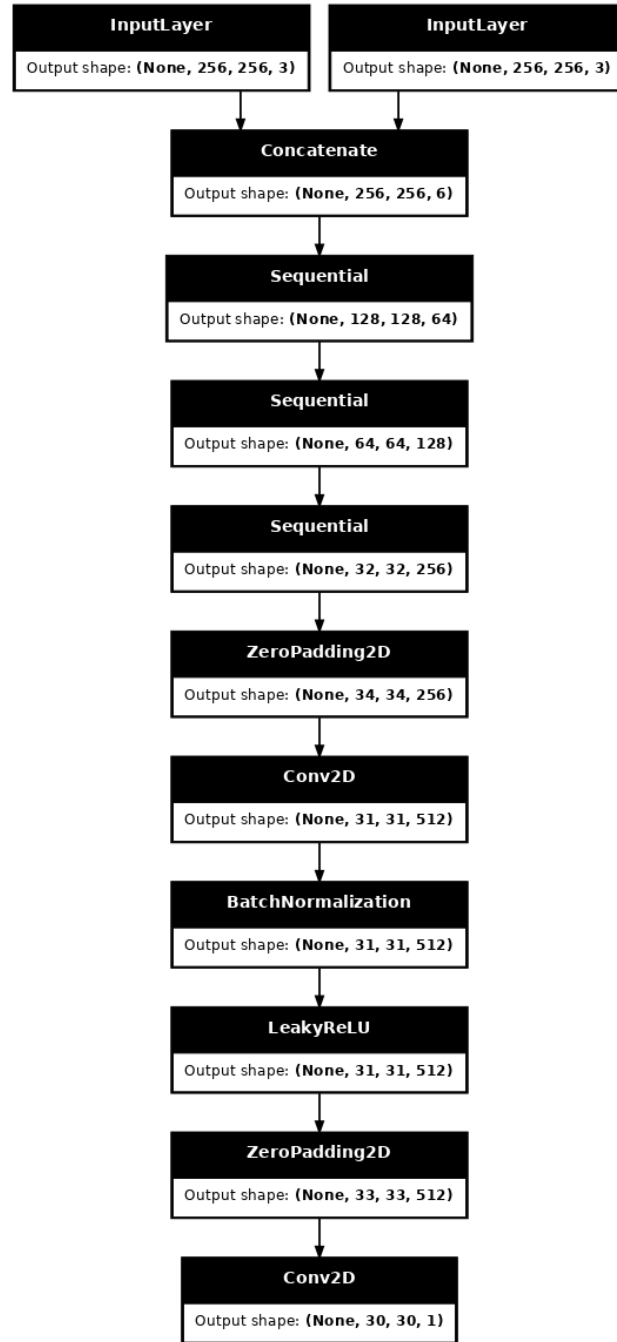 InputLayer
Output shape: (None, 256, 256, 3)
InputLayer
Output shape: (None, 256, 256, 3)
Concatenate
Output shape: (None, 256, 256, 6)
Sequential
Output shape: (None, 128, 128, 64)
Sequential
Output shape: (None, 64, 64, 128)
Sequential
Output shape: (None, 32, 32, 256)
ZeroPadding2D
Output shape: (None, 34, 34, 256)
Conv2D
Output shape: (None, 31, 31, 512)
BatchNormalization
Output shape: (None, 31, 31, 512)
LeakyReLU
Output shape: (None, 31, 31, 512)
ZeroPadding2D
Output shape: (None, 33, 33, 512)
Conv2D
Output shape: (None, 30, 30, 1)